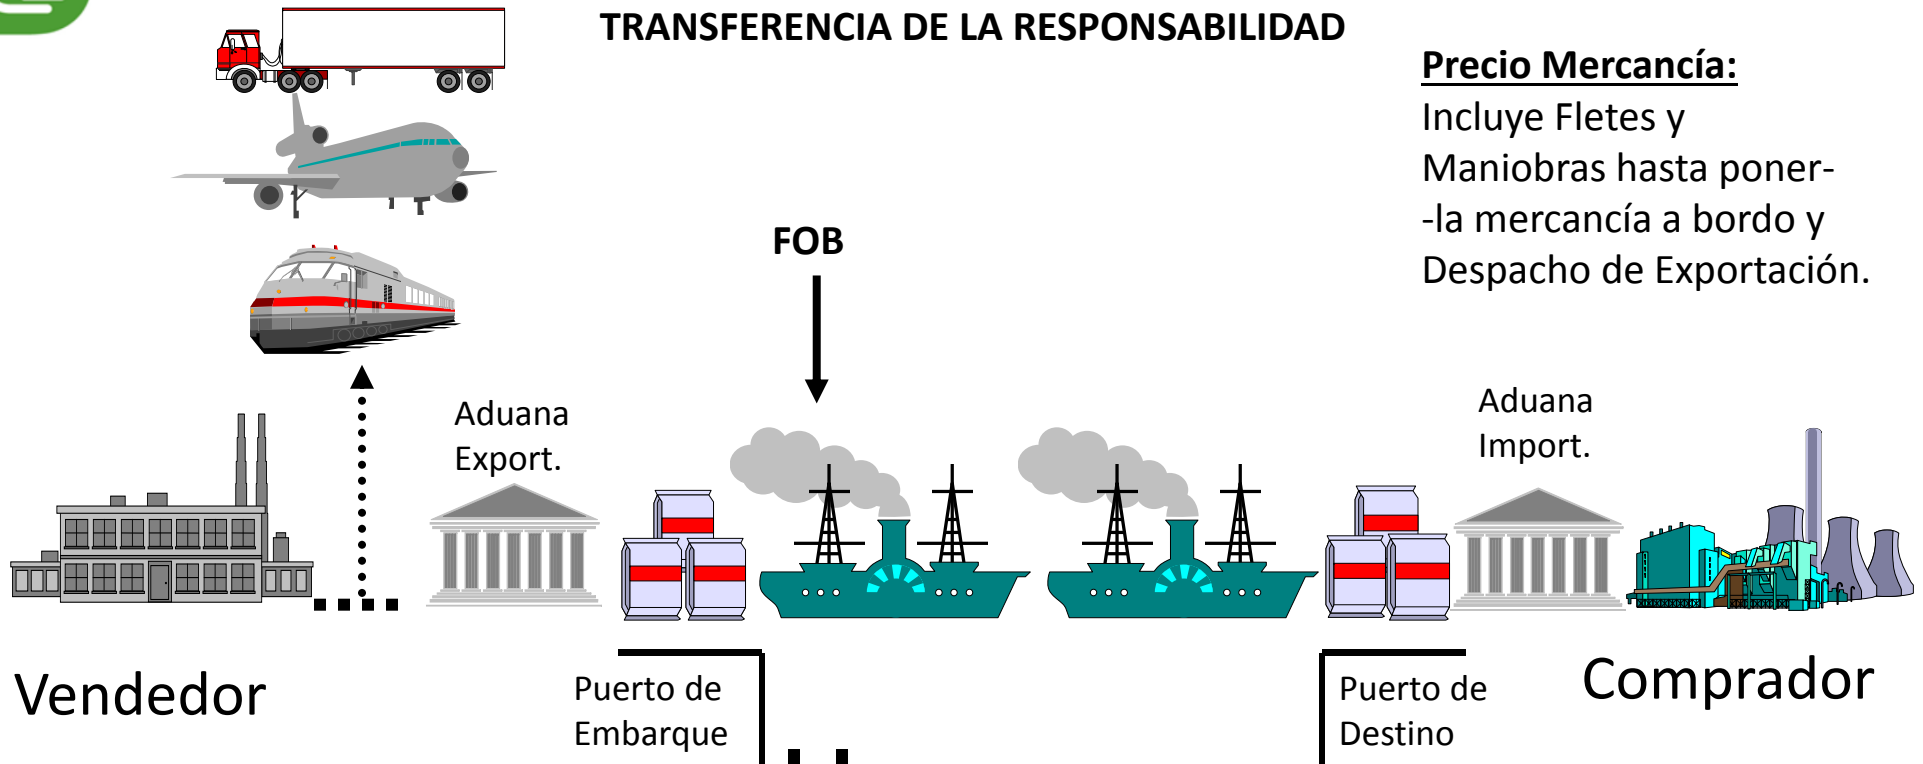 TRANSFERENCIA DE LA RESPONSABILIDAD
Precio Mercancía:
Incluye Fletes y
Maniobras hasta poner-
-la mercancía a bordo y
Despacho de Exportación.
FOB
Aduana
Export.
Aduana
Import.
Vendedor
Puerto de
Embarque
Puerto de
Destino
Comprador